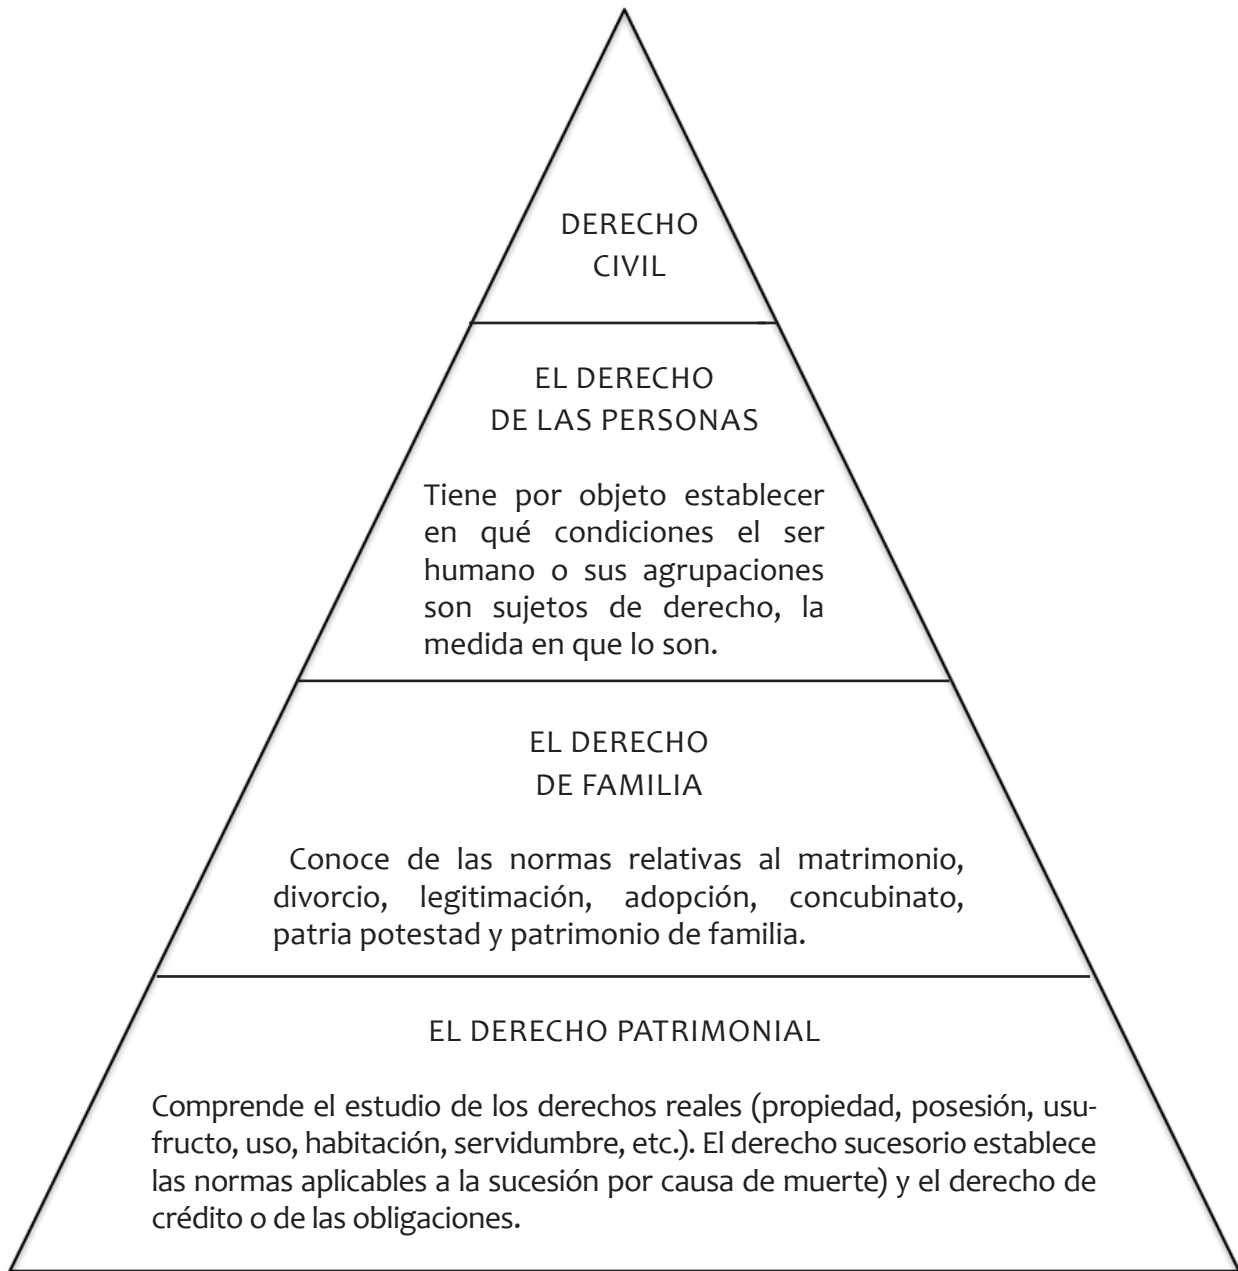 DERECHO
CIVIL
EL DERECHO
DE LAS PERSONAS
Tiene por objeto establecer
en qué condiciones el ser
humano o sus agrupaciones
son sujetos de derecho, la
medida en que lo son.
EL DERECHO
DE FAMILIA
Conoce de las normas relativas al matrimonio,
divorcio, legitimación, adopción, concubinato,
patria potestad y patrimonio de familia.
EL DERECHO PATRIMONIAL
Comprende el estudio de los derechos reales (propiedad, posesión, usu-
fructo, uso, habitación, servidumbre, etc.). El derecho sucesorio establece
las normas aplicables a la sucesión por causa de muerte) y el derecho de
crédito o de las obligaciones.